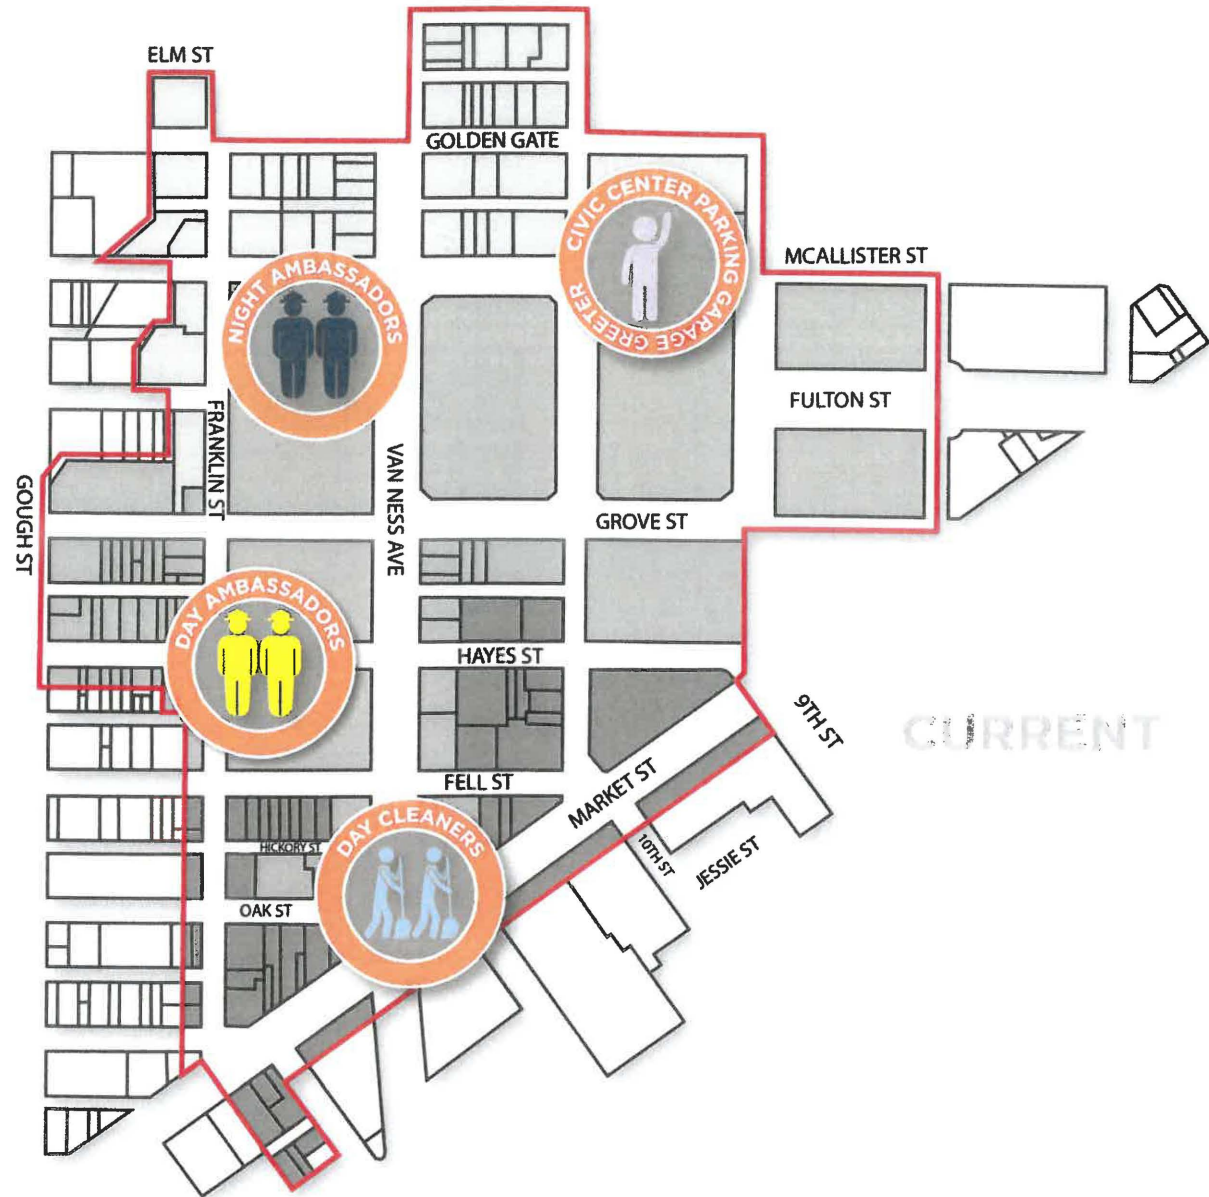 ELM ST
GOLDEN GATE
CIVIC CENTER PARKING GARAGE GREETER
MCALLISTER ST
NIGHT AMBASSADORS
FULTON ST
FRANKLIN ST
VAN NESS AVE
GOUGH ST
GROVE ST
DAY AMBASSADORS
HAYES ST
9TH ST
CURRENT
FELL ST
MARKET ST
DAY CLEANERS
HICKORY ST
10TH ST
JESSIE ST
OAK ST